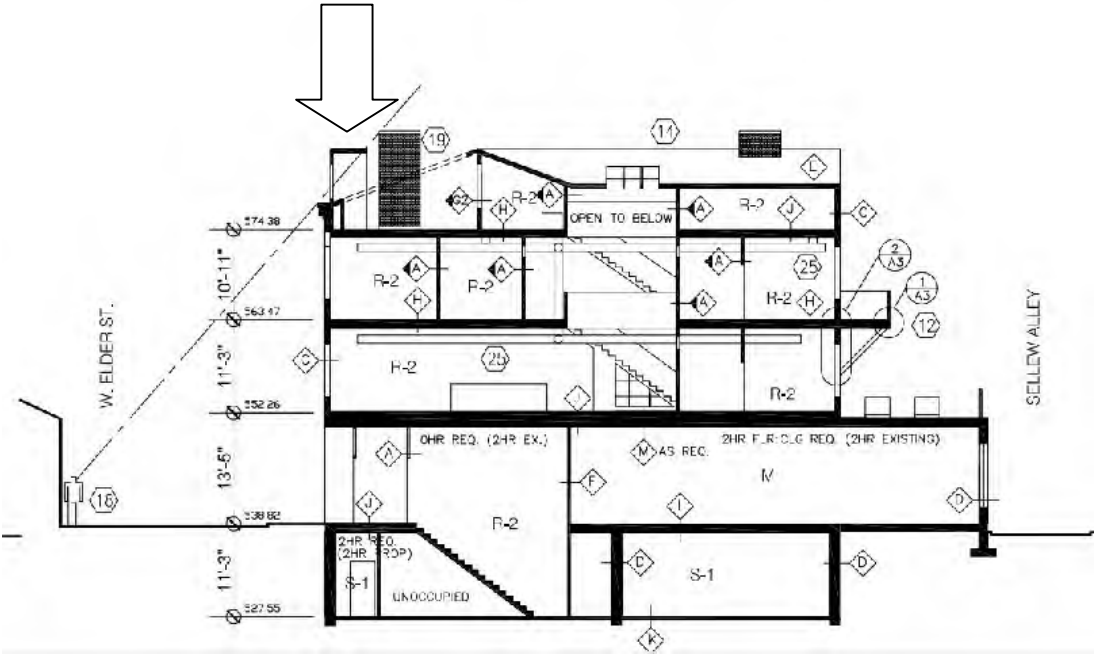 19
14
L
G2
H
R-2
A
OPEN TO BELOW
A
R-2
J
C
574.38
10'-11"
R-2
A
R-2
A
A
25
2
A3
H
A
R-2
H
1
A3
563.47
12
W. ELDER ST.
SELLEW ALLEY
11'-3"
C
R-2
25
J
R-2
552.26
0HR REQ. (2HR EX.)
2HR FLR:CLG REQ. (2HR EXISTING)
A
M
AS REQ.
13'-5"
F
M
D
18
J
R-2
I
538.82
2HR REQ.
(2HR PROP)
11'-3"
S-1
D
S-1
D
UNOCCUPIED
527.55
K